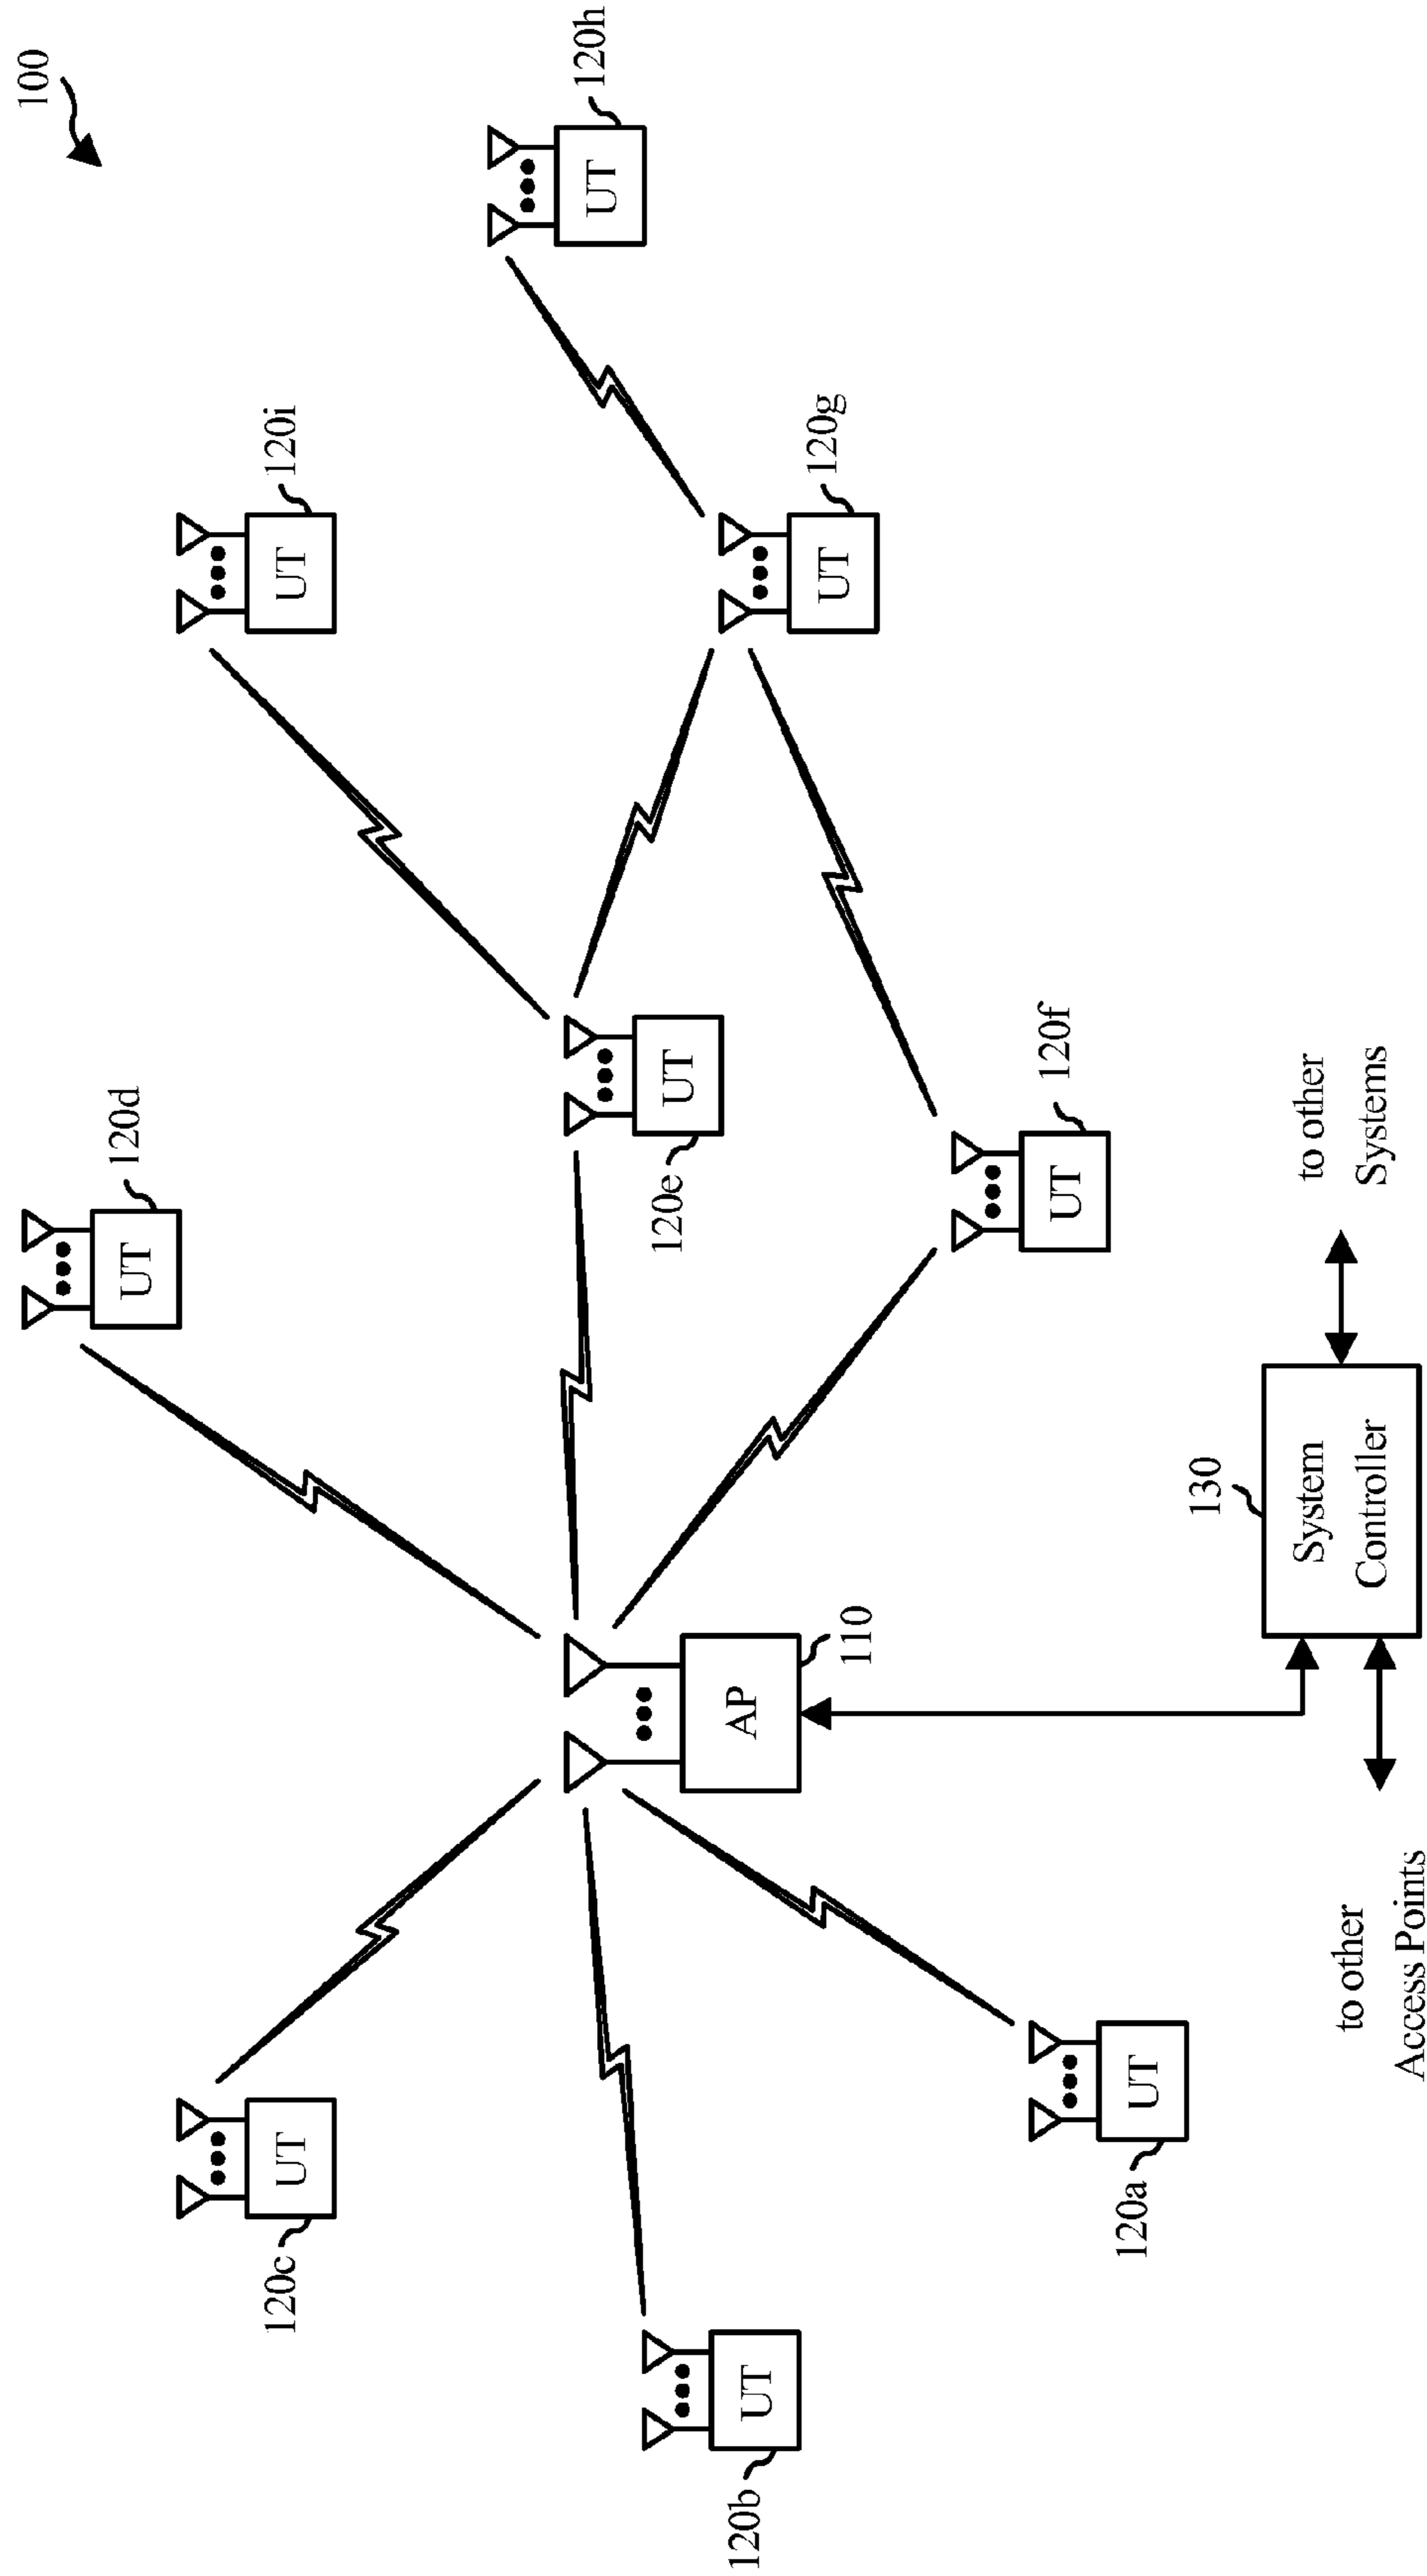 100
UT
120d
UT
120i
UT
120c
UT
120h
UT
120e
AP
110
UT
120b
UT
120g
UT
120f
UT
120a
130
System
Controller
to other
Systems
to other
Access Points